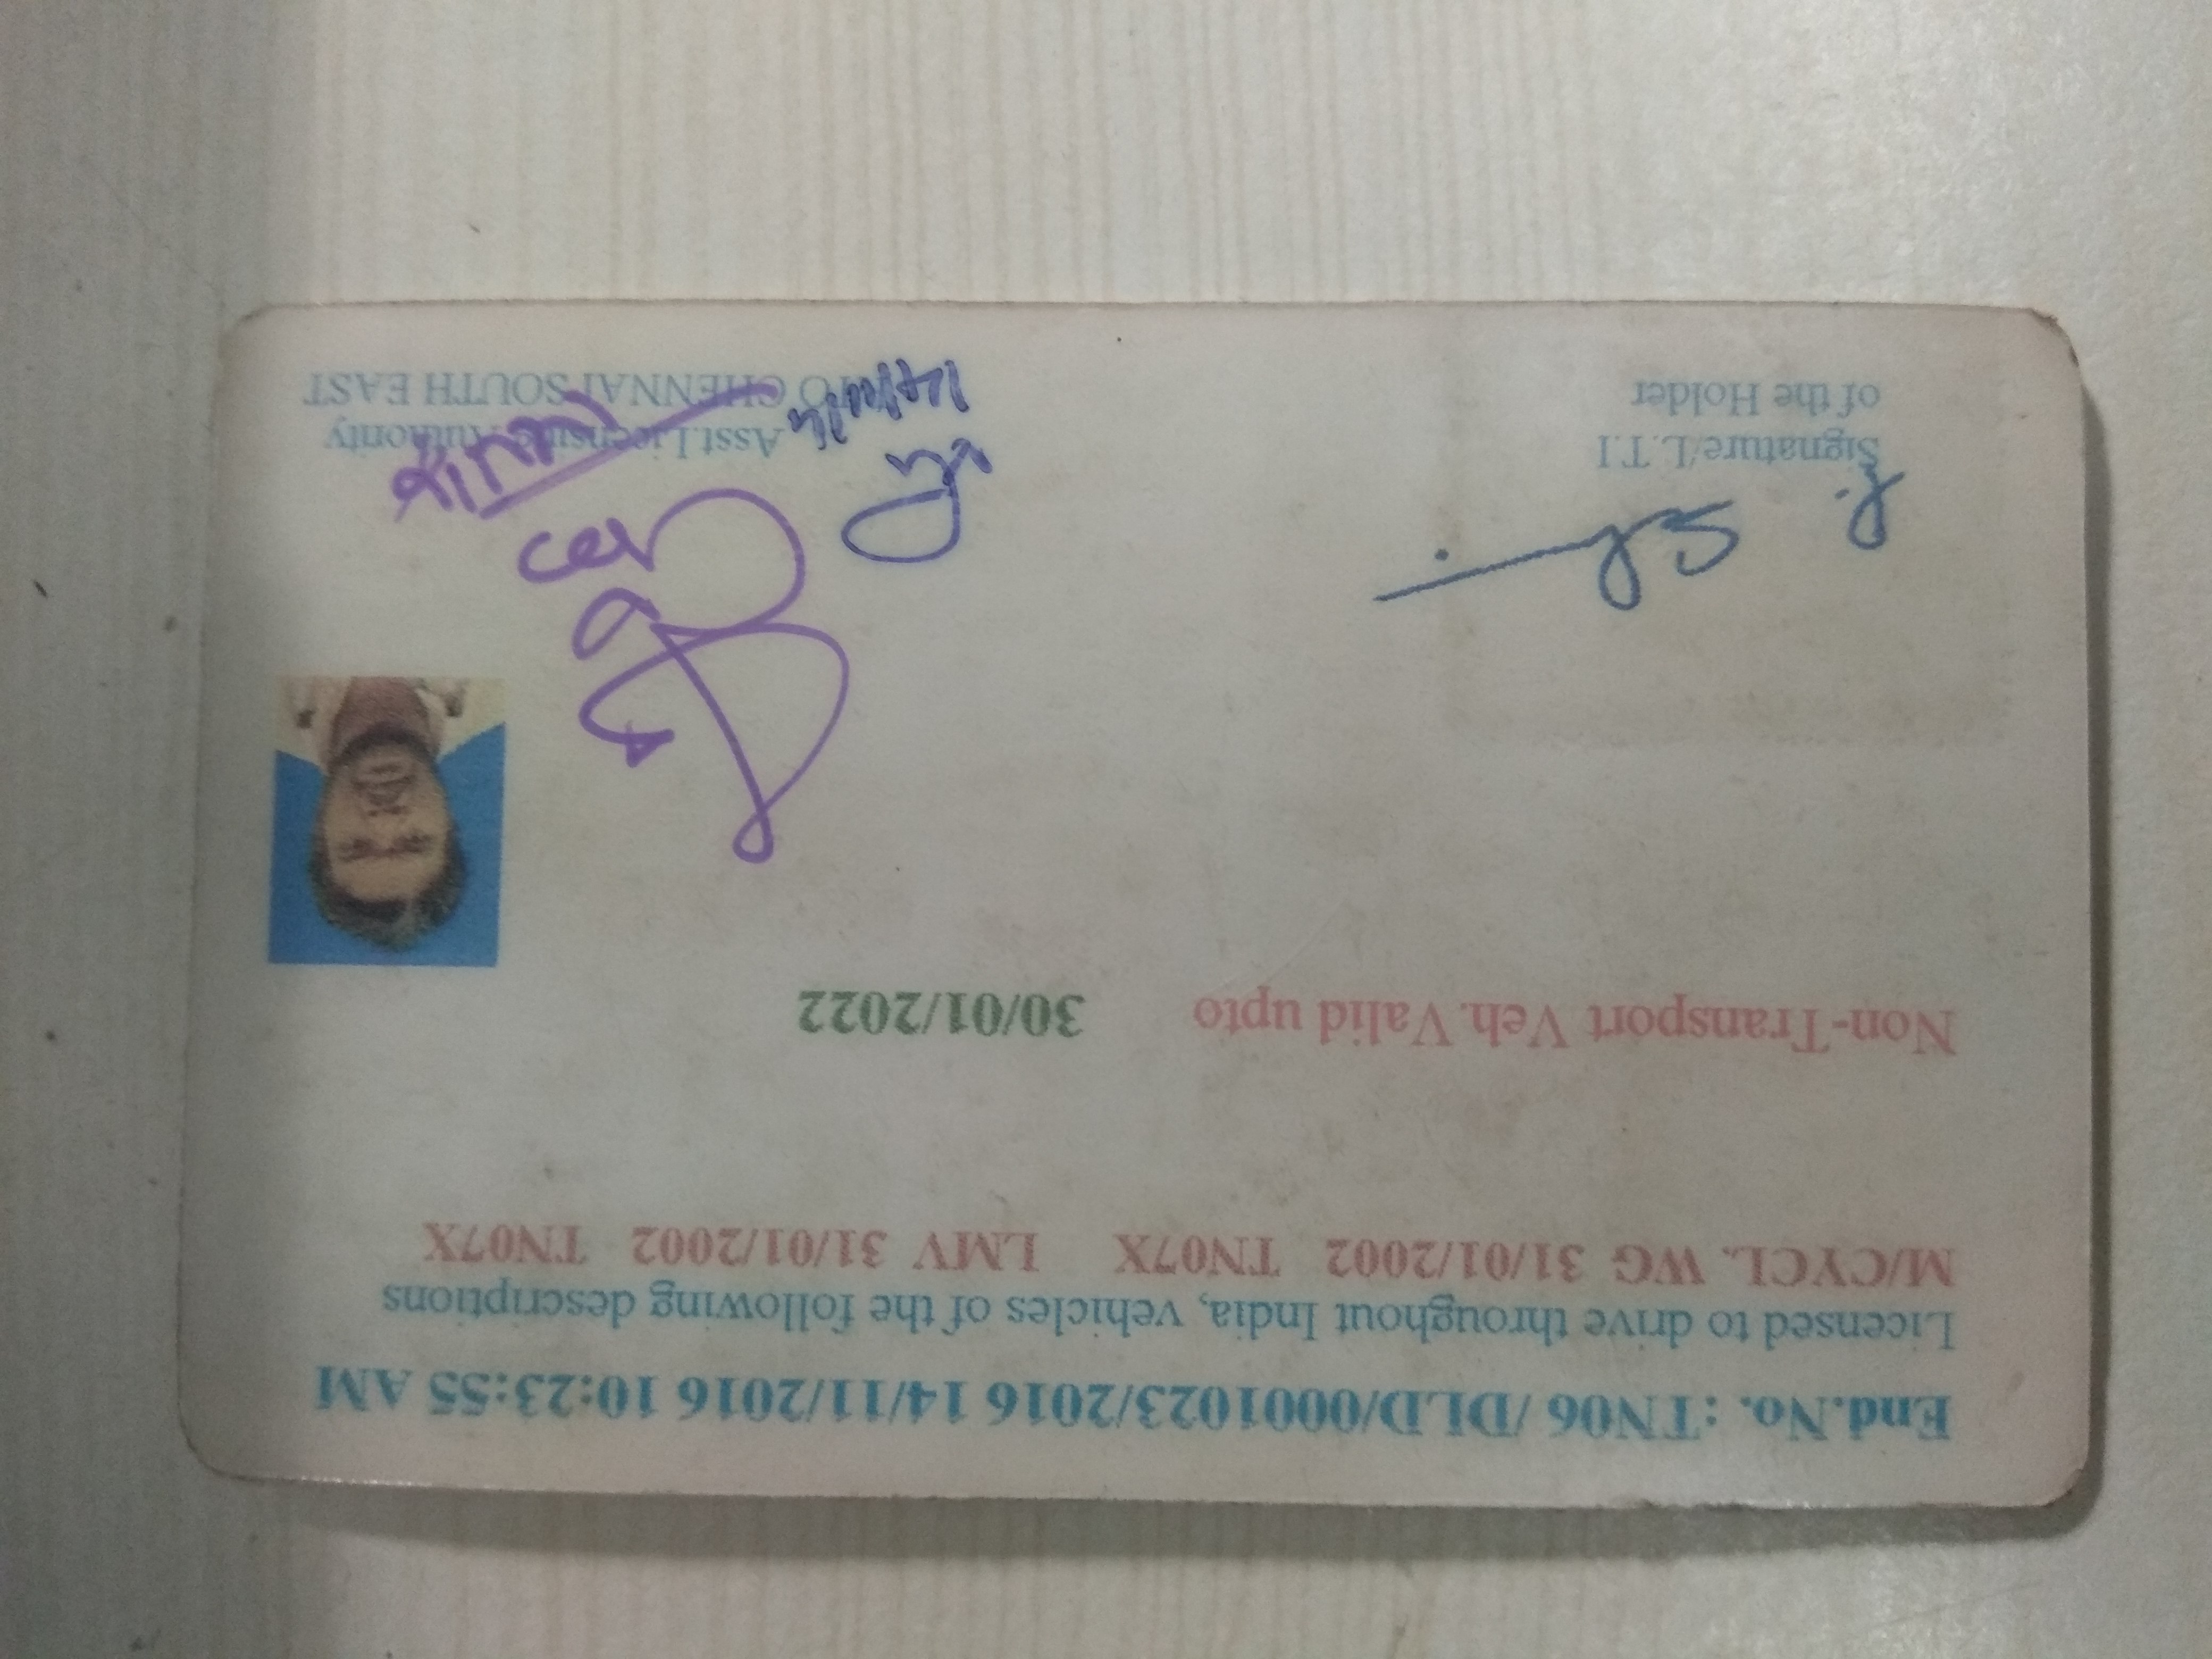 End.No. :TN06 /DLD/0001023/2016 14/11/2016 10:23:55 AM
Licensed to drive throughout India, vehicles of the following descriptions
M/CYCL. WG 31/01/2002 TN07X LMV 31/01/2002 TN07X
Non-Transport Veh. Valid upto 30/01/2022
Signature/L.T.I
of the Holder
Asst.Licensing Authority
CHENNAI SOUTH EAST